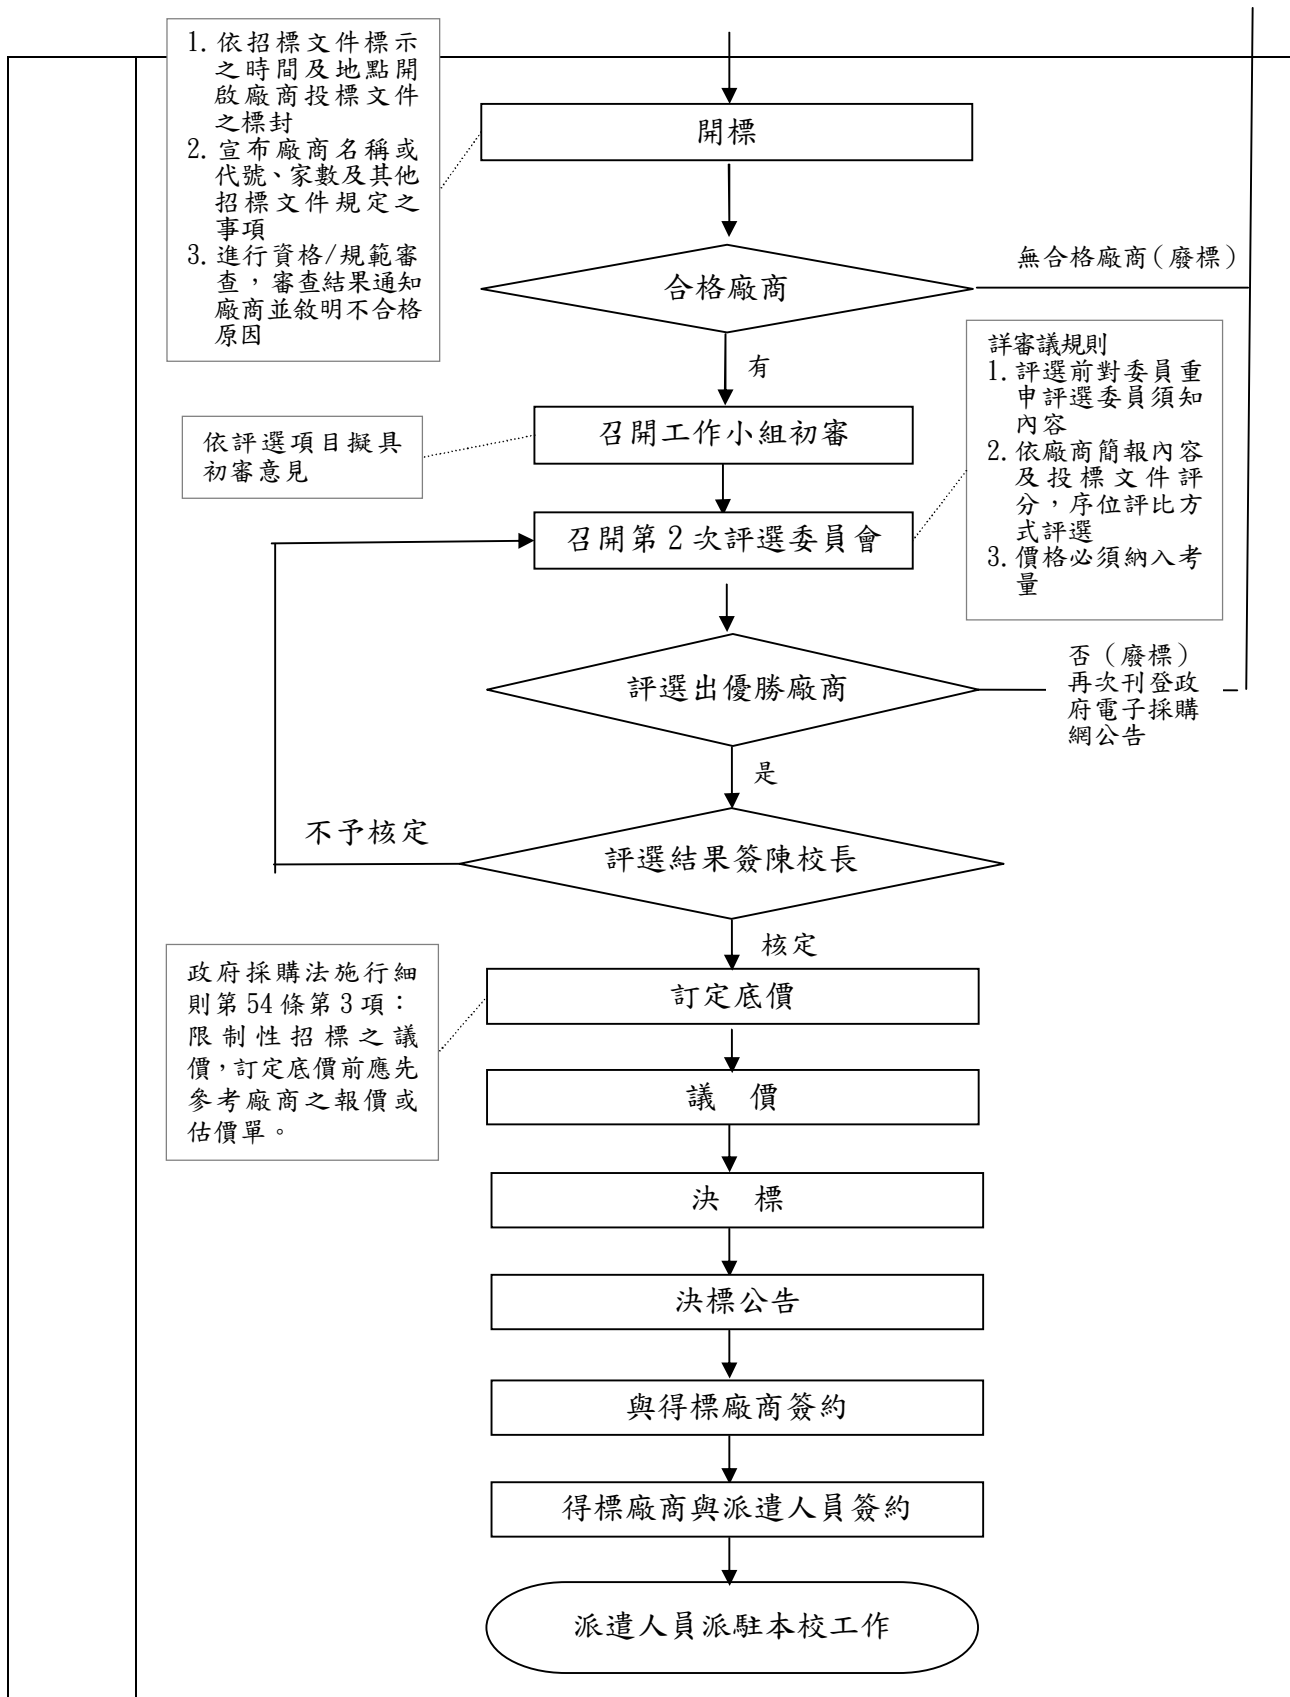 1. 依招標文件標示
之時間及地點開
啟廠商投標文件
之標封
2. 宣布廠商名稱或
代號、家數及其他
招標文件規定之
事項
3. 進行資格/規範審
查，審查結果通知
廠商並敘明不合格
原因
開標
合格廠商
無合格廠商(廢標)
有
詳審議規則
1. 評選前對委員重
申評選委員須知
內容
2. 依廠商簡報內容
及投標文件評
分，序位評比方
式評選
3. 價格必須納入考
量
召開工作小組初審
依評選項目擬具
初審意見
召開第2次評選委員會
評選出優勝廠商
否（廢標）
再次刊登政
府電子採購
網公告
是
不予核定
評選結果簽陳校長
核定
政府採購法施行細
則第54條第3項：
限制性招標之議
價，訂定底價前應先
參考廠商之報價或
估價單。
訂定底價
議　價
決　標
決標公告
與得標廠商簽約
得標廠商與派遣人員簽約
派遣人員派駐本校工作